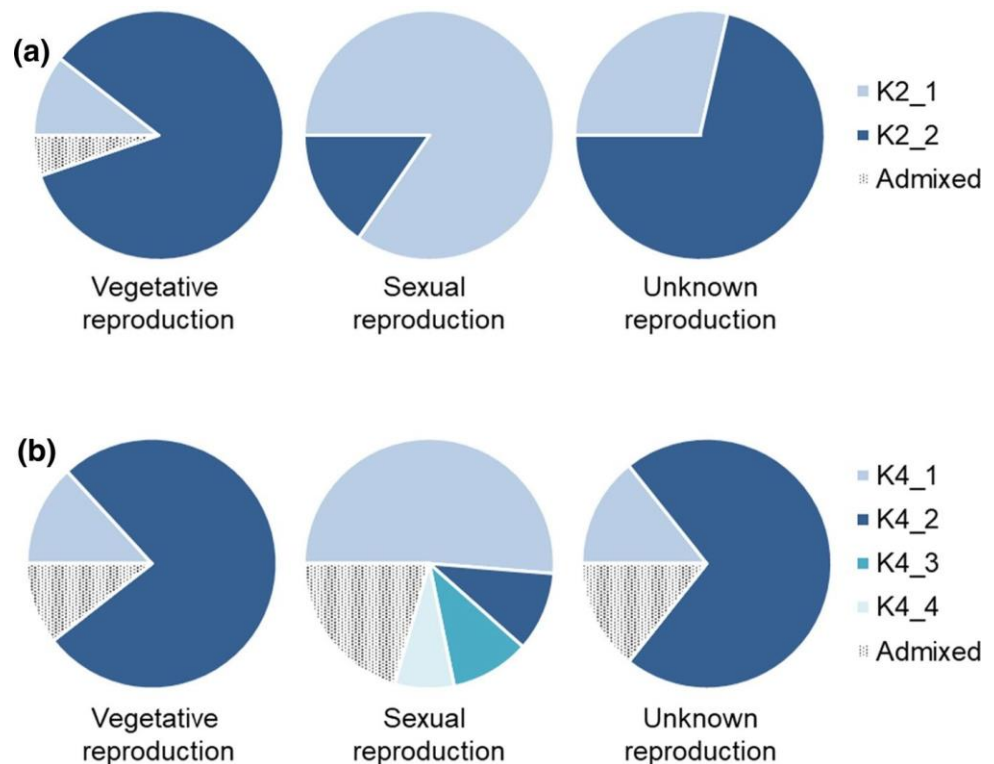 (a)
K2_1
K2_2
Admixed
Vegetative
reproduction
Sexual
reproduction
Unknown
reproduction
(b)
K4_1
K4_2
K4_3
K4_4
Admixed
Vegetative
reproduction
Sexual
reproduction
Unknown
reproduction